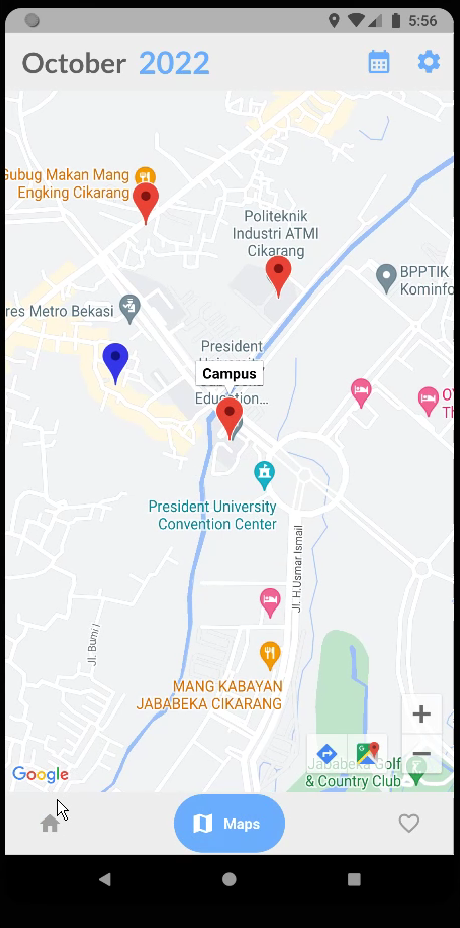 5:56
October 2022
Gubug Makan Mang
Engking Cikarang
Politeknik
Industri ATMI
Cikarang
BPPTIK
Kominfo
res Metro Bekasi
President
University
Campus
Education...
President University
Convention Center
Jl. H.Usmar Ismail
Jl. Bumi I
MANG KABAYAN
JABABEKA CIKARANG
Jababeka Golf
& Country Club
Google
Maps